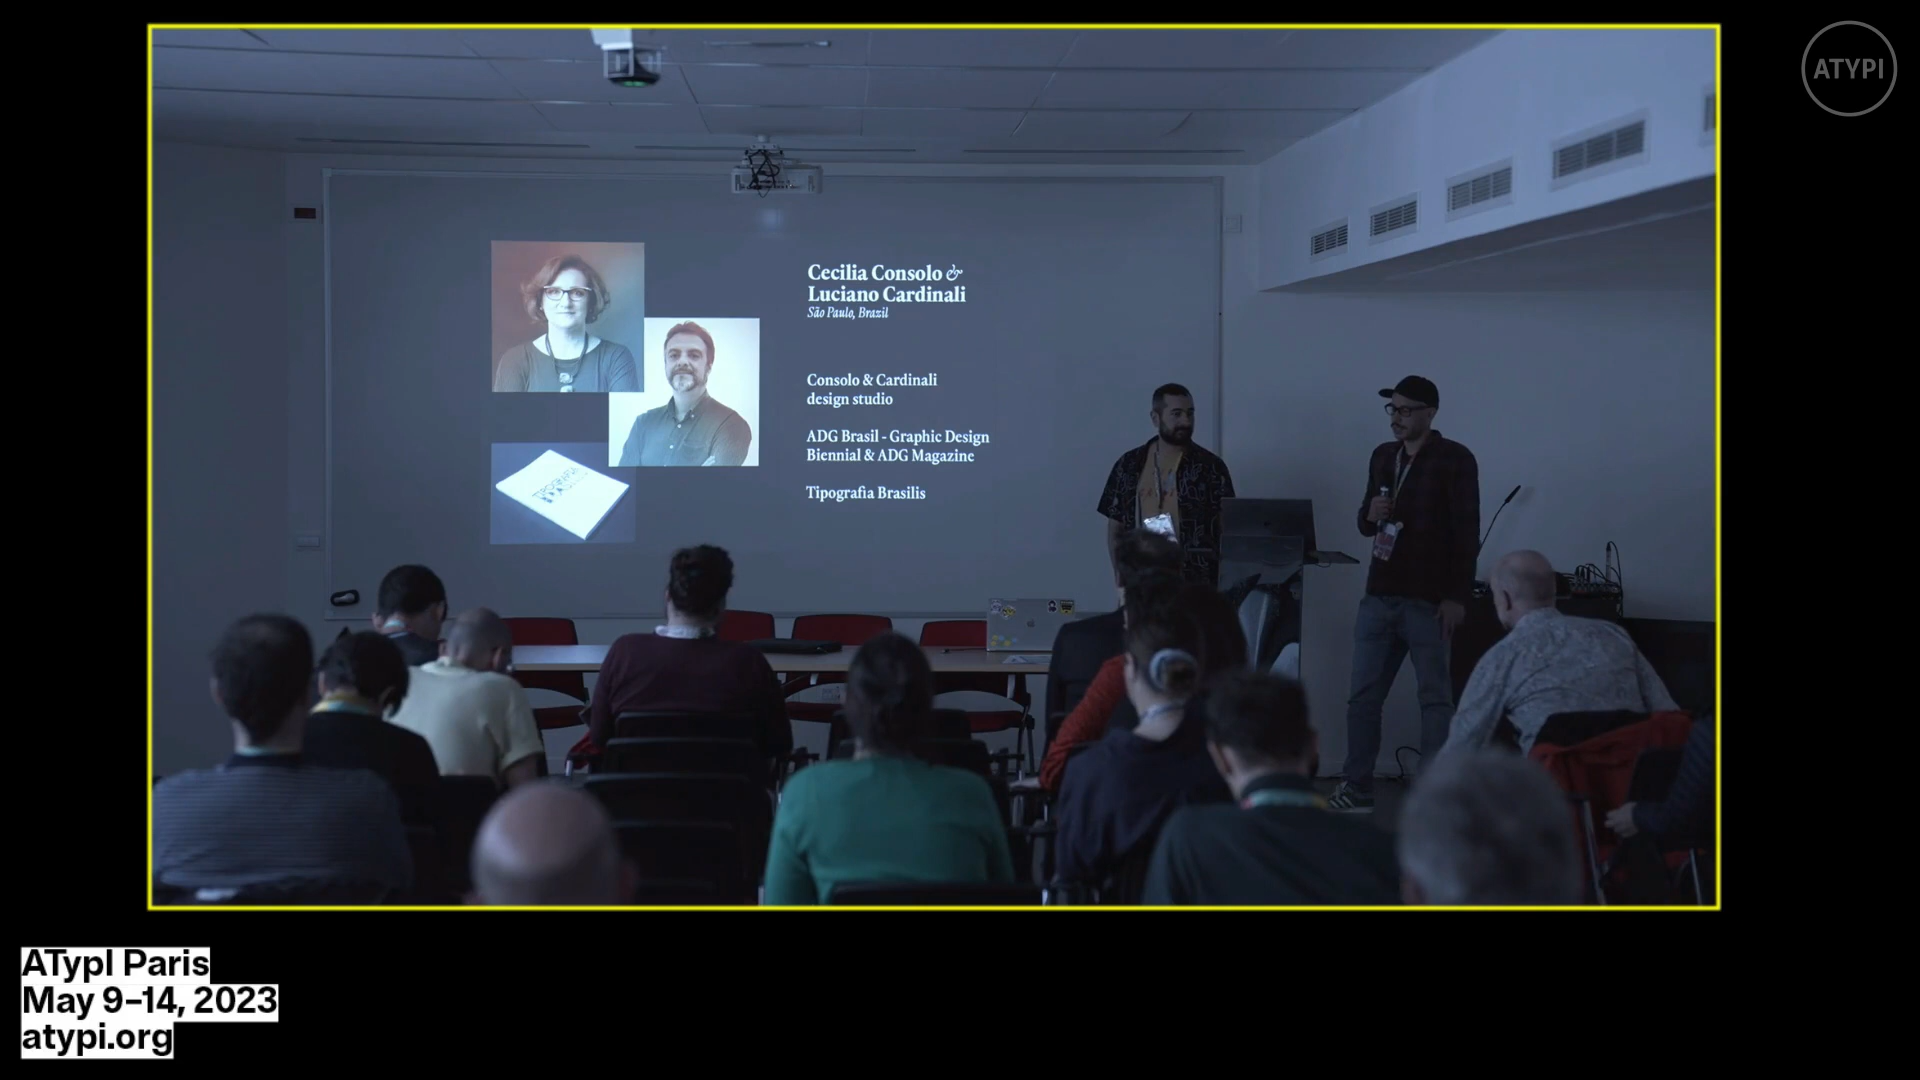 ATYPI
Cecilia Consolo &
Luciano Cardinali
São Paulo, Brazil
Consolo & Cardinali
design studio
ADG Brasil - Graphic Design
Biennial & ADG Magazine
Tipografia Brasilis
TIPOGRAFIA
ATypI Paris
May 9–14, 2023
atypi.org